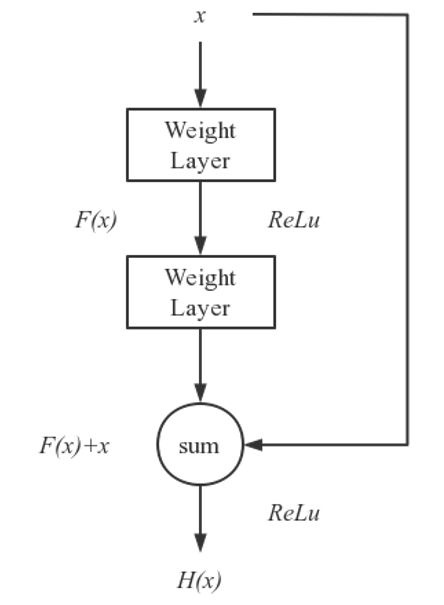 x
Weight
Layer
F(x)
ReLu
Weight
Layer
F(x)+x
sum
ReLu
H(x)